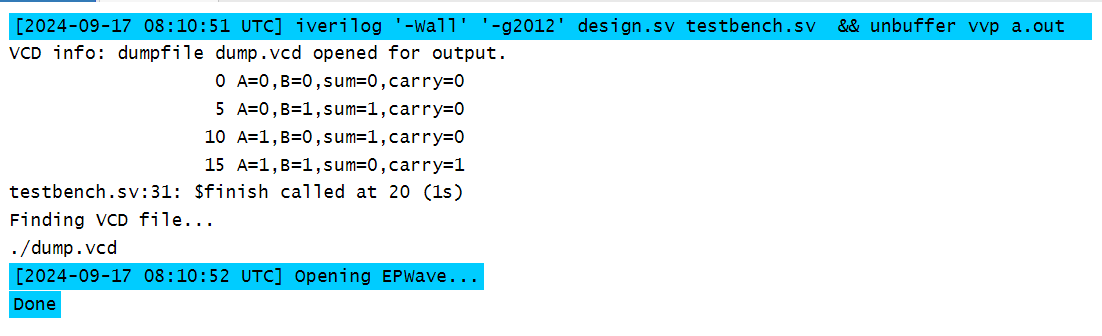 [2024-09-17 08:10:51 UTC] iverilog '-Wall' '-g2012' design.sv testbench.sv  && unbuffer vvp a.out
VCD info: dumpfile dump.vcd opened for output.
                   0 A=0,B=0,sum=0,carry=0
                   5 A=0,B=1,sum=1,carry=0
                  10 A=1,B=0,sum=1,carry=0
                  15 A=1,B=1,sum=0,carry=1
testbench.sv:31: $finish called at 20 (1s)
Finding VCD file...
./dump.vcd
[2024-09-17 08:10:52 UTC] Opening EPWave...
Done